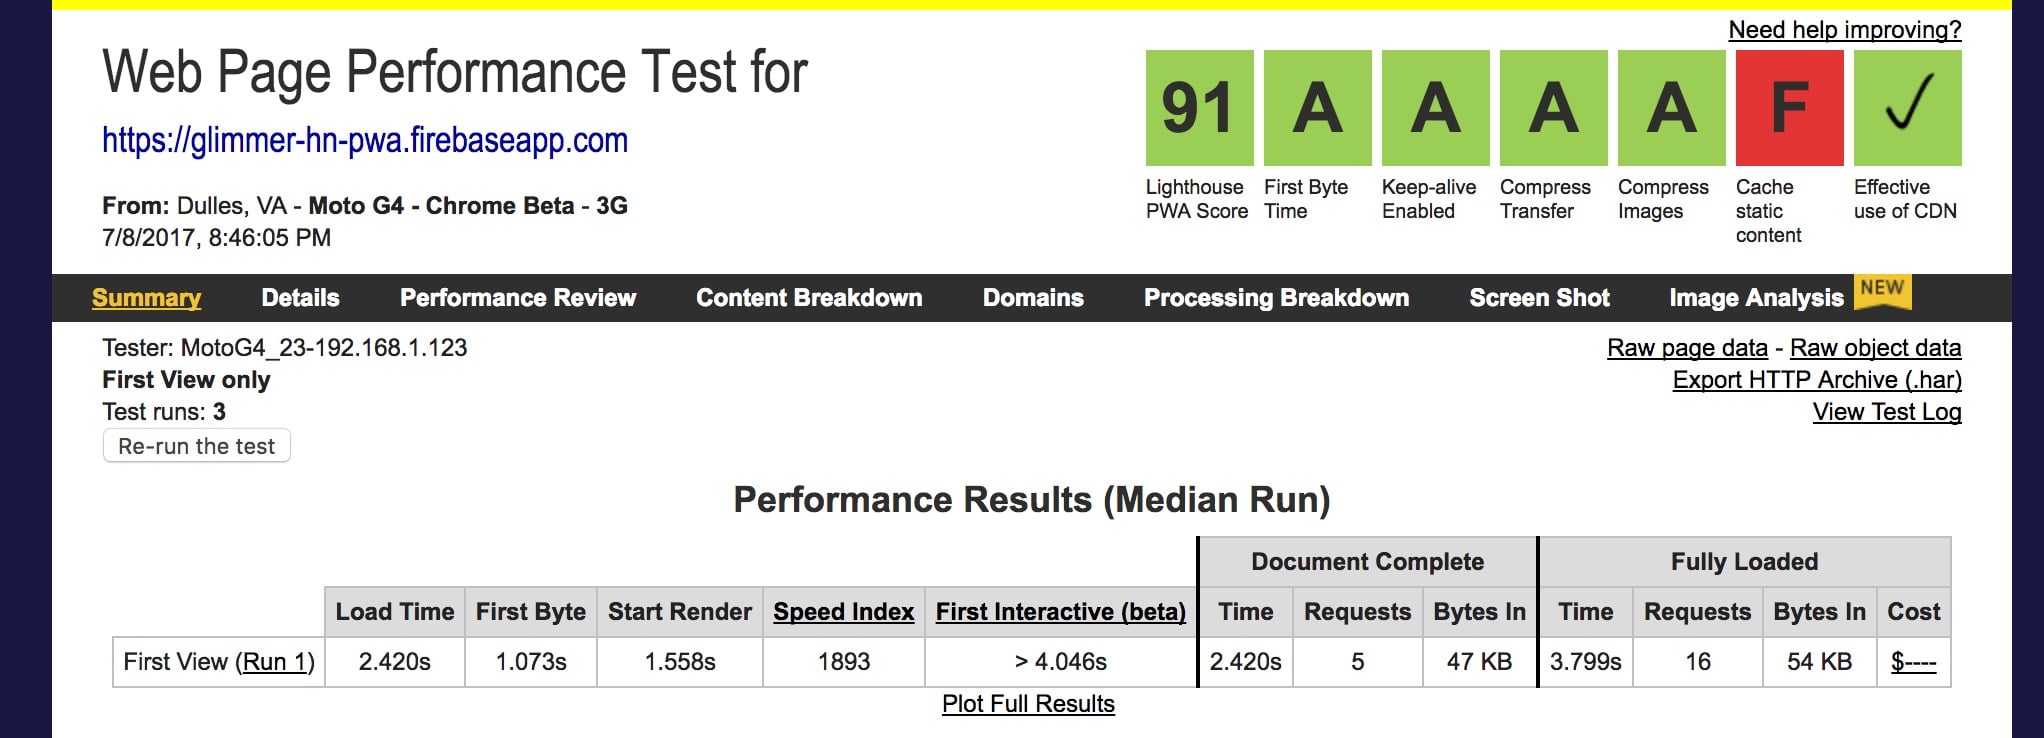 Need help improving?
Web Page Performance Test for
https://glimmer-hn-pwa.firebaseapp.com
From: Dulles, VA - Moto G4 - Chrome Beta - 3G
7/8/2017, 8:46:05 PM
91 A A A A F ✓
Lighthouse First Byte Keep-alive Compress Compress Cache Effective
PWA Score Time Enabled Transfer Images static use of CDN
content
Summary Details Performance Review Content Breakdown Domains Processing Breakdown Screen Shot Image Analysis NEW
Tester: MotoG4_23-192.168.1.123
First View only
Test runs: 3
Re-run the test
Raw page data - Raw object data
Export HTTP Archive (.har)
View Test Log
Performance Results (Median Run)
Document Complete Fully Loaded
Load Time First Byte Start Render Speed Index First Interactive (beta) Time Requests Bytes In Time Requests Bytes In Cost
First View (Run 1) 2.420s 1.073s 1.558s 1893 > 4.046s 2.420s 5 47 KB 3.799s 16 54 KB $----
Plot Full Results